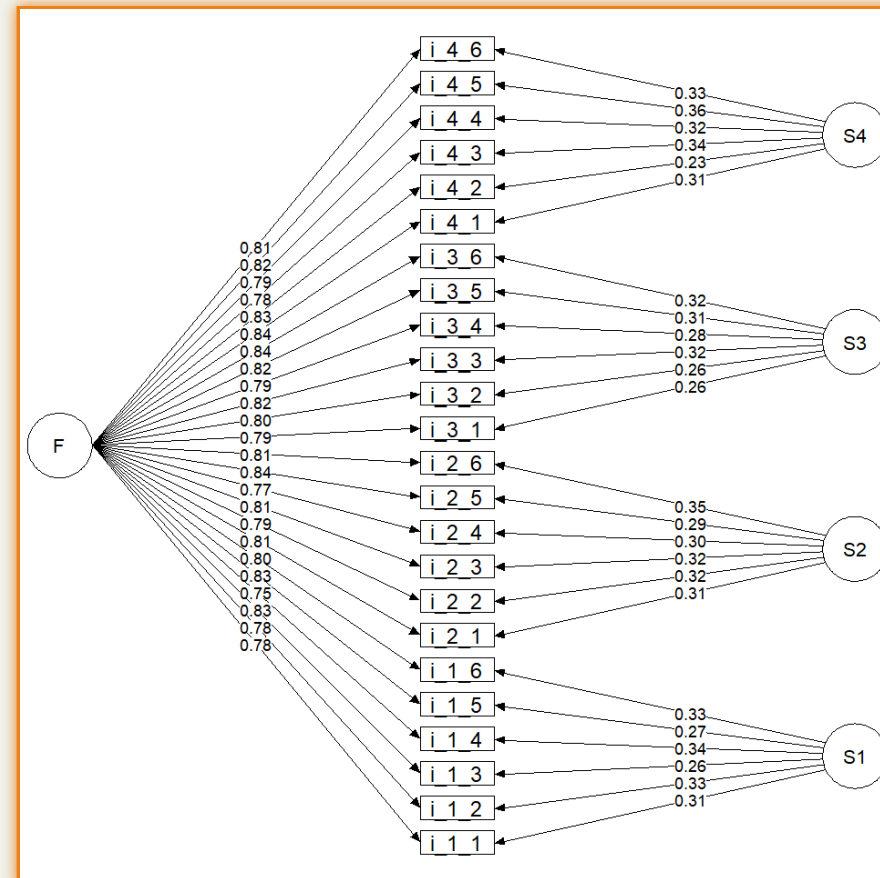 i_4_6
i_4_5
i_4_4
i_4_3
i_4_2
i_4_1
i_3_6
i_3_5
i_3_4
i_3_3
i_3_2
i_3_1
i_2_6
i_2_5
i_2_4
i_2_3
i_2_2
i_2_1
i_1_6
i_1_5
i_1_4
i_1_3
i_1_2
i_1_1
F
0.81
0.82
0.79
0.78
0.83
0.84
0.84
0.82
0.79
0.82
0.80
0.79
0.81
0.84
0.77
0.81
0.79
0.81
0.80
0.83
0.75
0.83
0.78
0.78
0.33
0.36
0.32
0.34
0.23
0.31
S4
0.32
0.31
0.28
0.32
0.26
0.26
S3
0.35
0.29
0.30
0.32
0.32
0.31
S2
0.33
0.27
0.34
0.26
0.33
0.31
S1